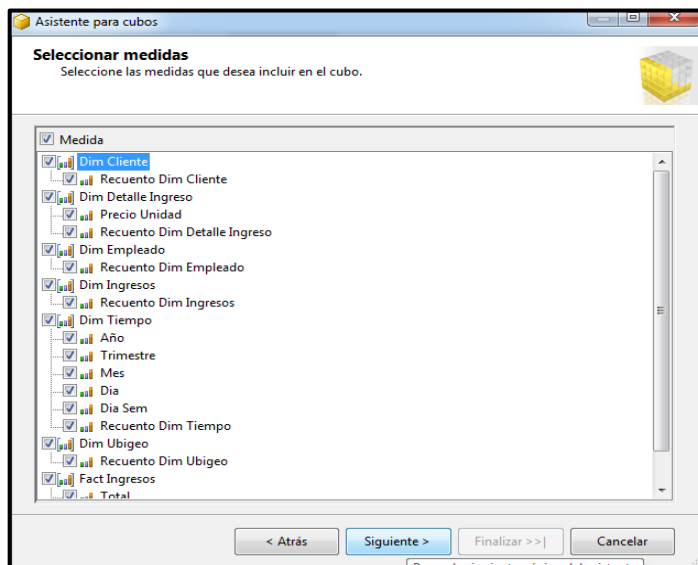 Asistente para cubos
Seleccionar medidas
Seleccione las medidas que desea incluir en el cubo.
Medida
Dim Cliente
Recuento Dim Cliente
Dim Detalle Ingreso
Precio Unidad
Recuento Dim Detalle Ingreso
Dim Empleado
Recuento Dim Empleado
Dim Ingresos
Recuento Dim Ingresos
Dim Tiempo
Año
Trimestre
Mes
Dia
Dia Sem
Recuento Dim Tiempo
Dim Ubigeo
Recuento Dim Ubigeo
Fact Ingresos
Total
< Atrás
Siguiente >
Finalizar >>|
Cancelar